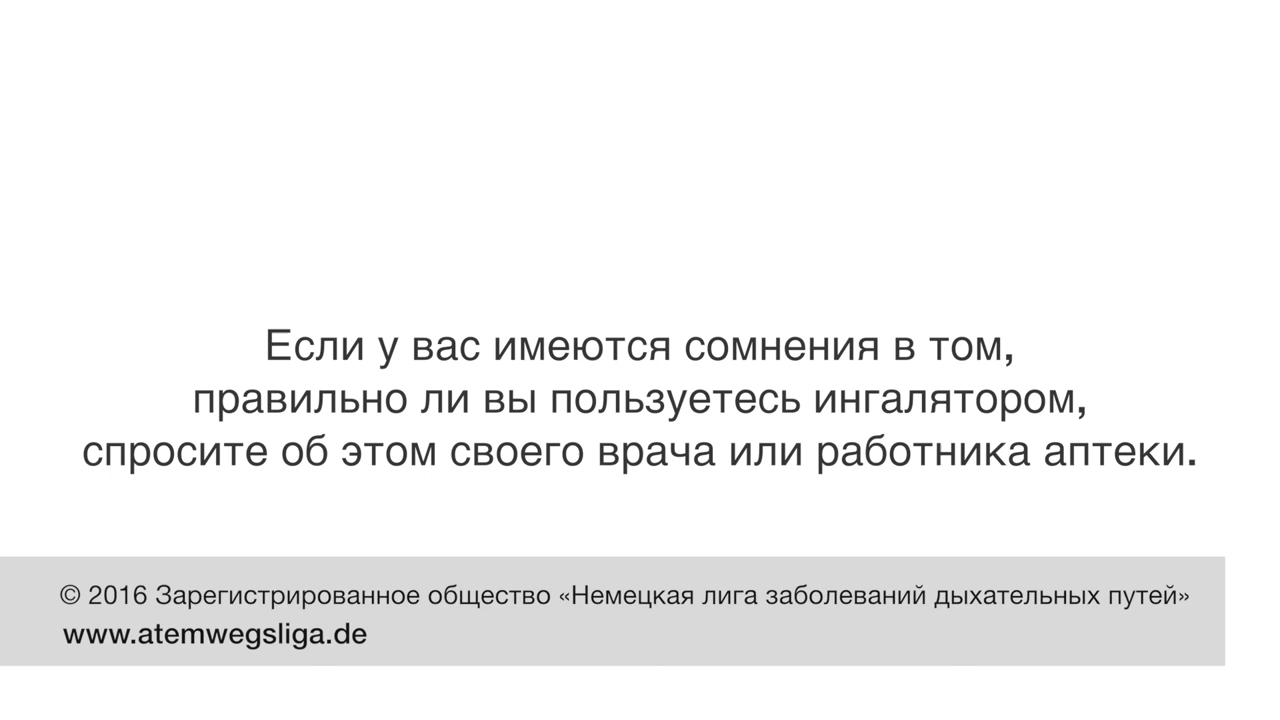 Если у вас имеются сомнения в том,
правильно ли вы пользуетесь ингалятором,
спросите об этом своего врача или работника аптеки.
© 2016 Зарегистрированное общество «Немецкая лига заболеваний дыхательных путей»
www.atemwegsliga.de